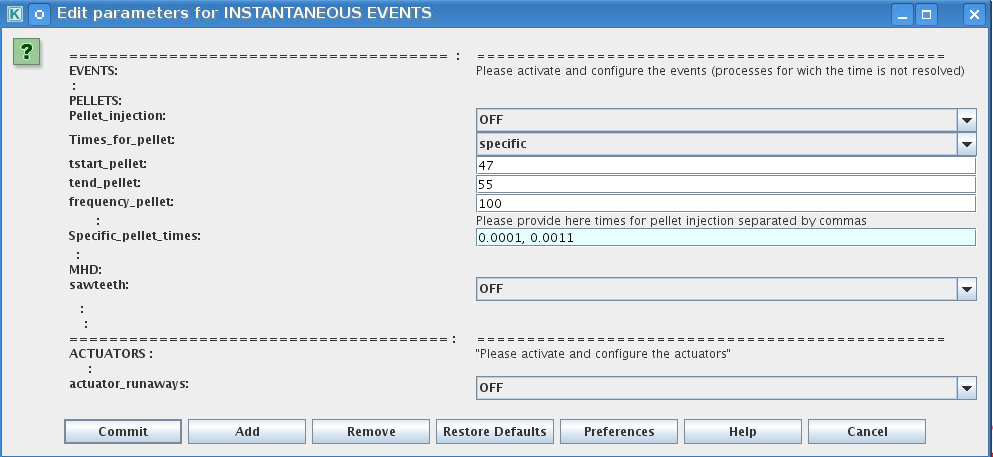 K Edit parameters for INSTANTANEOUS EVENTS
?
====================================== : ===============================================
EVENTS: Please activate and configure the events (processes for wich the time is not resolved)
:
PELLETS:
Pellet_injection: OFF
Times_for_pellet: specific
tstart_pellet: 47
tend_pellet: 55
frequency_pellet: 100
: Please provide here times for pellet injection separated by commas
Specific_pellet_times: 0.0001, 0.0011
:
MHD:
sawteeth: OFF
:
:
====================================== : ===============================================
ACTUATORS : "Please activate and configure the actuators"
:
actuator_runaways: OFF
Commit Add Remove Restore Defaults Preferences Help Cancel